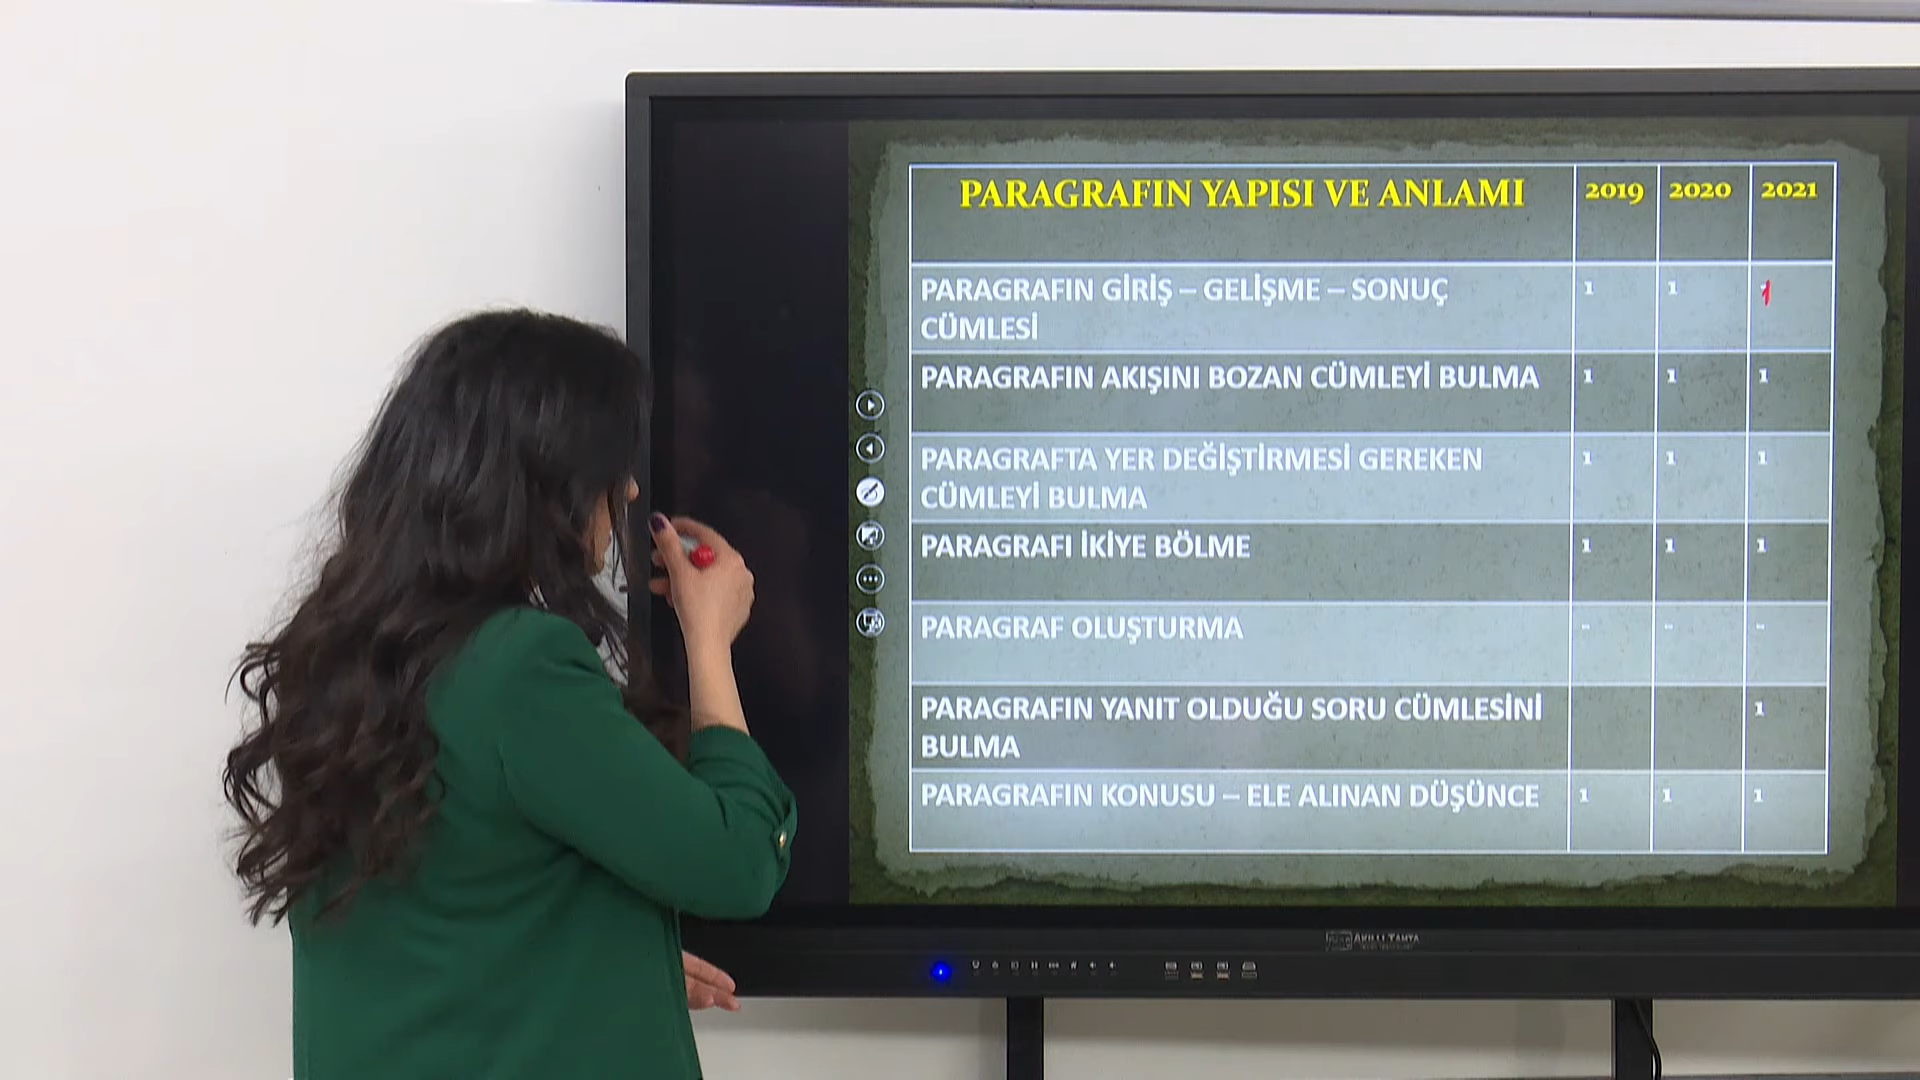 PARAGRAFIN YAPISI VE ANLAMI 2019 2020 2021
PARAGRAFIN GİRİŞ – GELİŞME – SONUÇ 1 1 1
CÜMLESİ
PARAGRAFIN AKIŞINI BOZAN CÜMLEYİ BULMA 1 1 1
PARAGRAFTA YER DEĞİŞTİRMESİ GEREKEN 1 1 1
CÜMLEYİ BULMA
PARAGRAFI İKİYE BÖLME 1 1 1
PARAGRAF OLUŞTURMA - - -
PARAGRAFIN YANIT OLDUĞU SORU CÜMLESİNİ 1
BULMA
PARAGRAFIN KONUSU – ELE ALINAN DÜŞÜNCE 1 1 1
AKILLI TAHTA